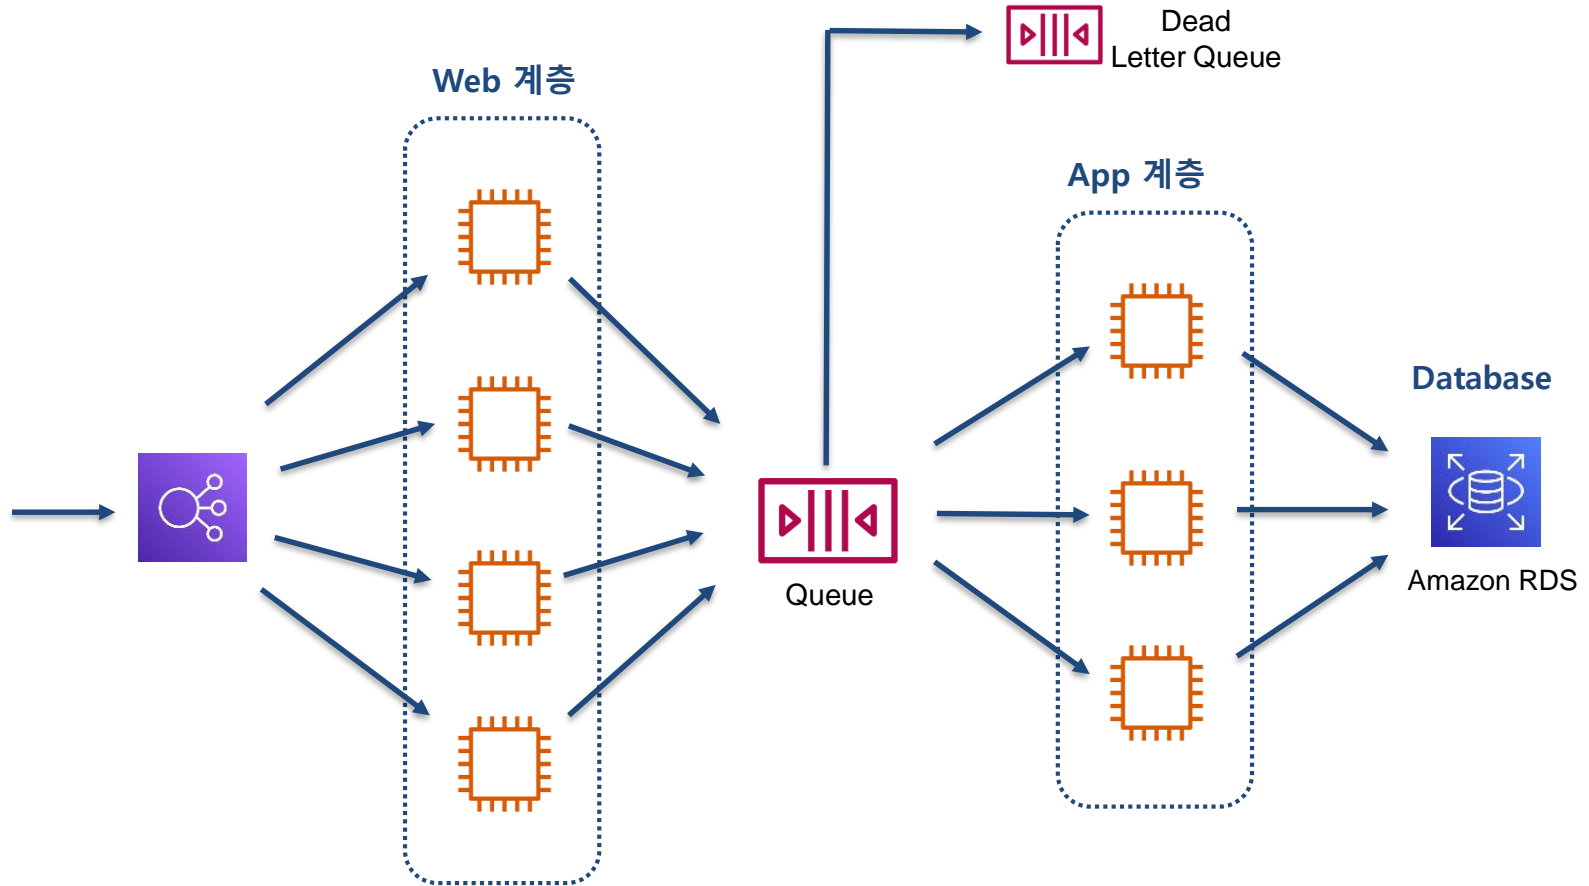 Dead
Letter Queue
Web 계층
App 계층
Database
Queue
Amazon RDS